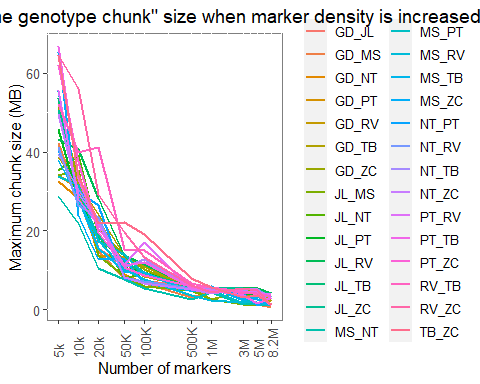 ne genotype chunk" size when marker density is increased
Maximum chunk size (MB)
60
40
20
0
5k
10k
20k
50K
100K
500K
1M
3M
5M
8.2M
Number of markers
GD_JL
GD_MS
GD_NT
GD_PT
GD_RV
GD_TB
GD_ZC
JL_MS
JL_NT
JL_PT
JL_RV
JL_TB
JL_ZC
MS_NT
MS_PT
MS_RV
MS_TB
MS_ZC
NT_PT
NT_RV
NT_TB
NT_ZC
PT_RV
PT_TB
PT_ZC
RV_TB
RV_ZC
TB_ZC